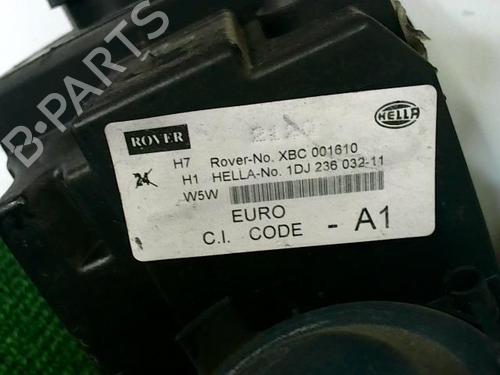 B-PARTS
ROVER
HELLA
H7 Rover-No. XBC 001610
H1 HELLA-No. 1DJ 236 032-11
W5W
EURO
C.I. CODE - A1